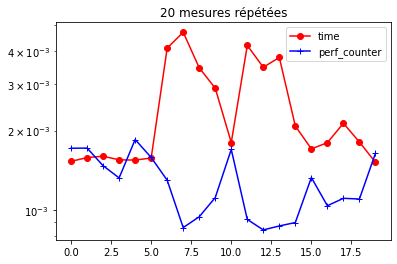 20 mesures répétées
time
perf_counter
4 × 10⁻³
3 × 10⁻³
2 × 10⁻³
10⁻³
0.0 2.5 5.0 7.5 10.0 12.5 15.0 17.5